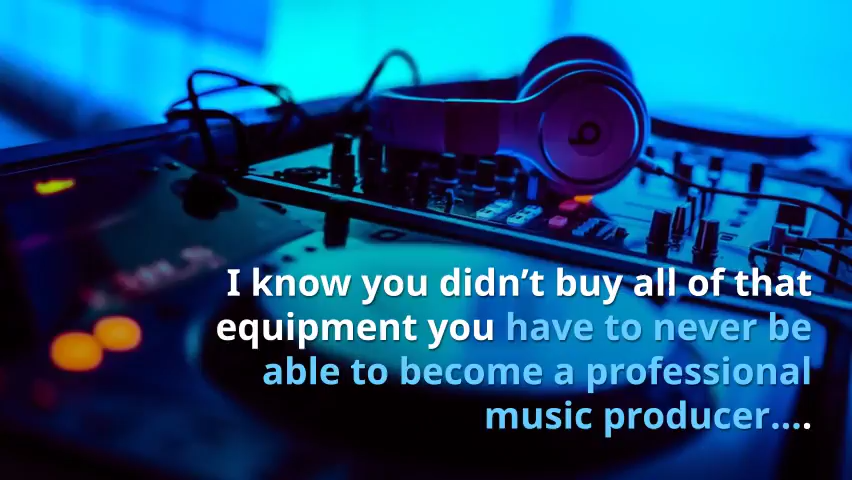 I know you didn’t buy all of that
equipment you have to never be
able to become a professional
music producer....